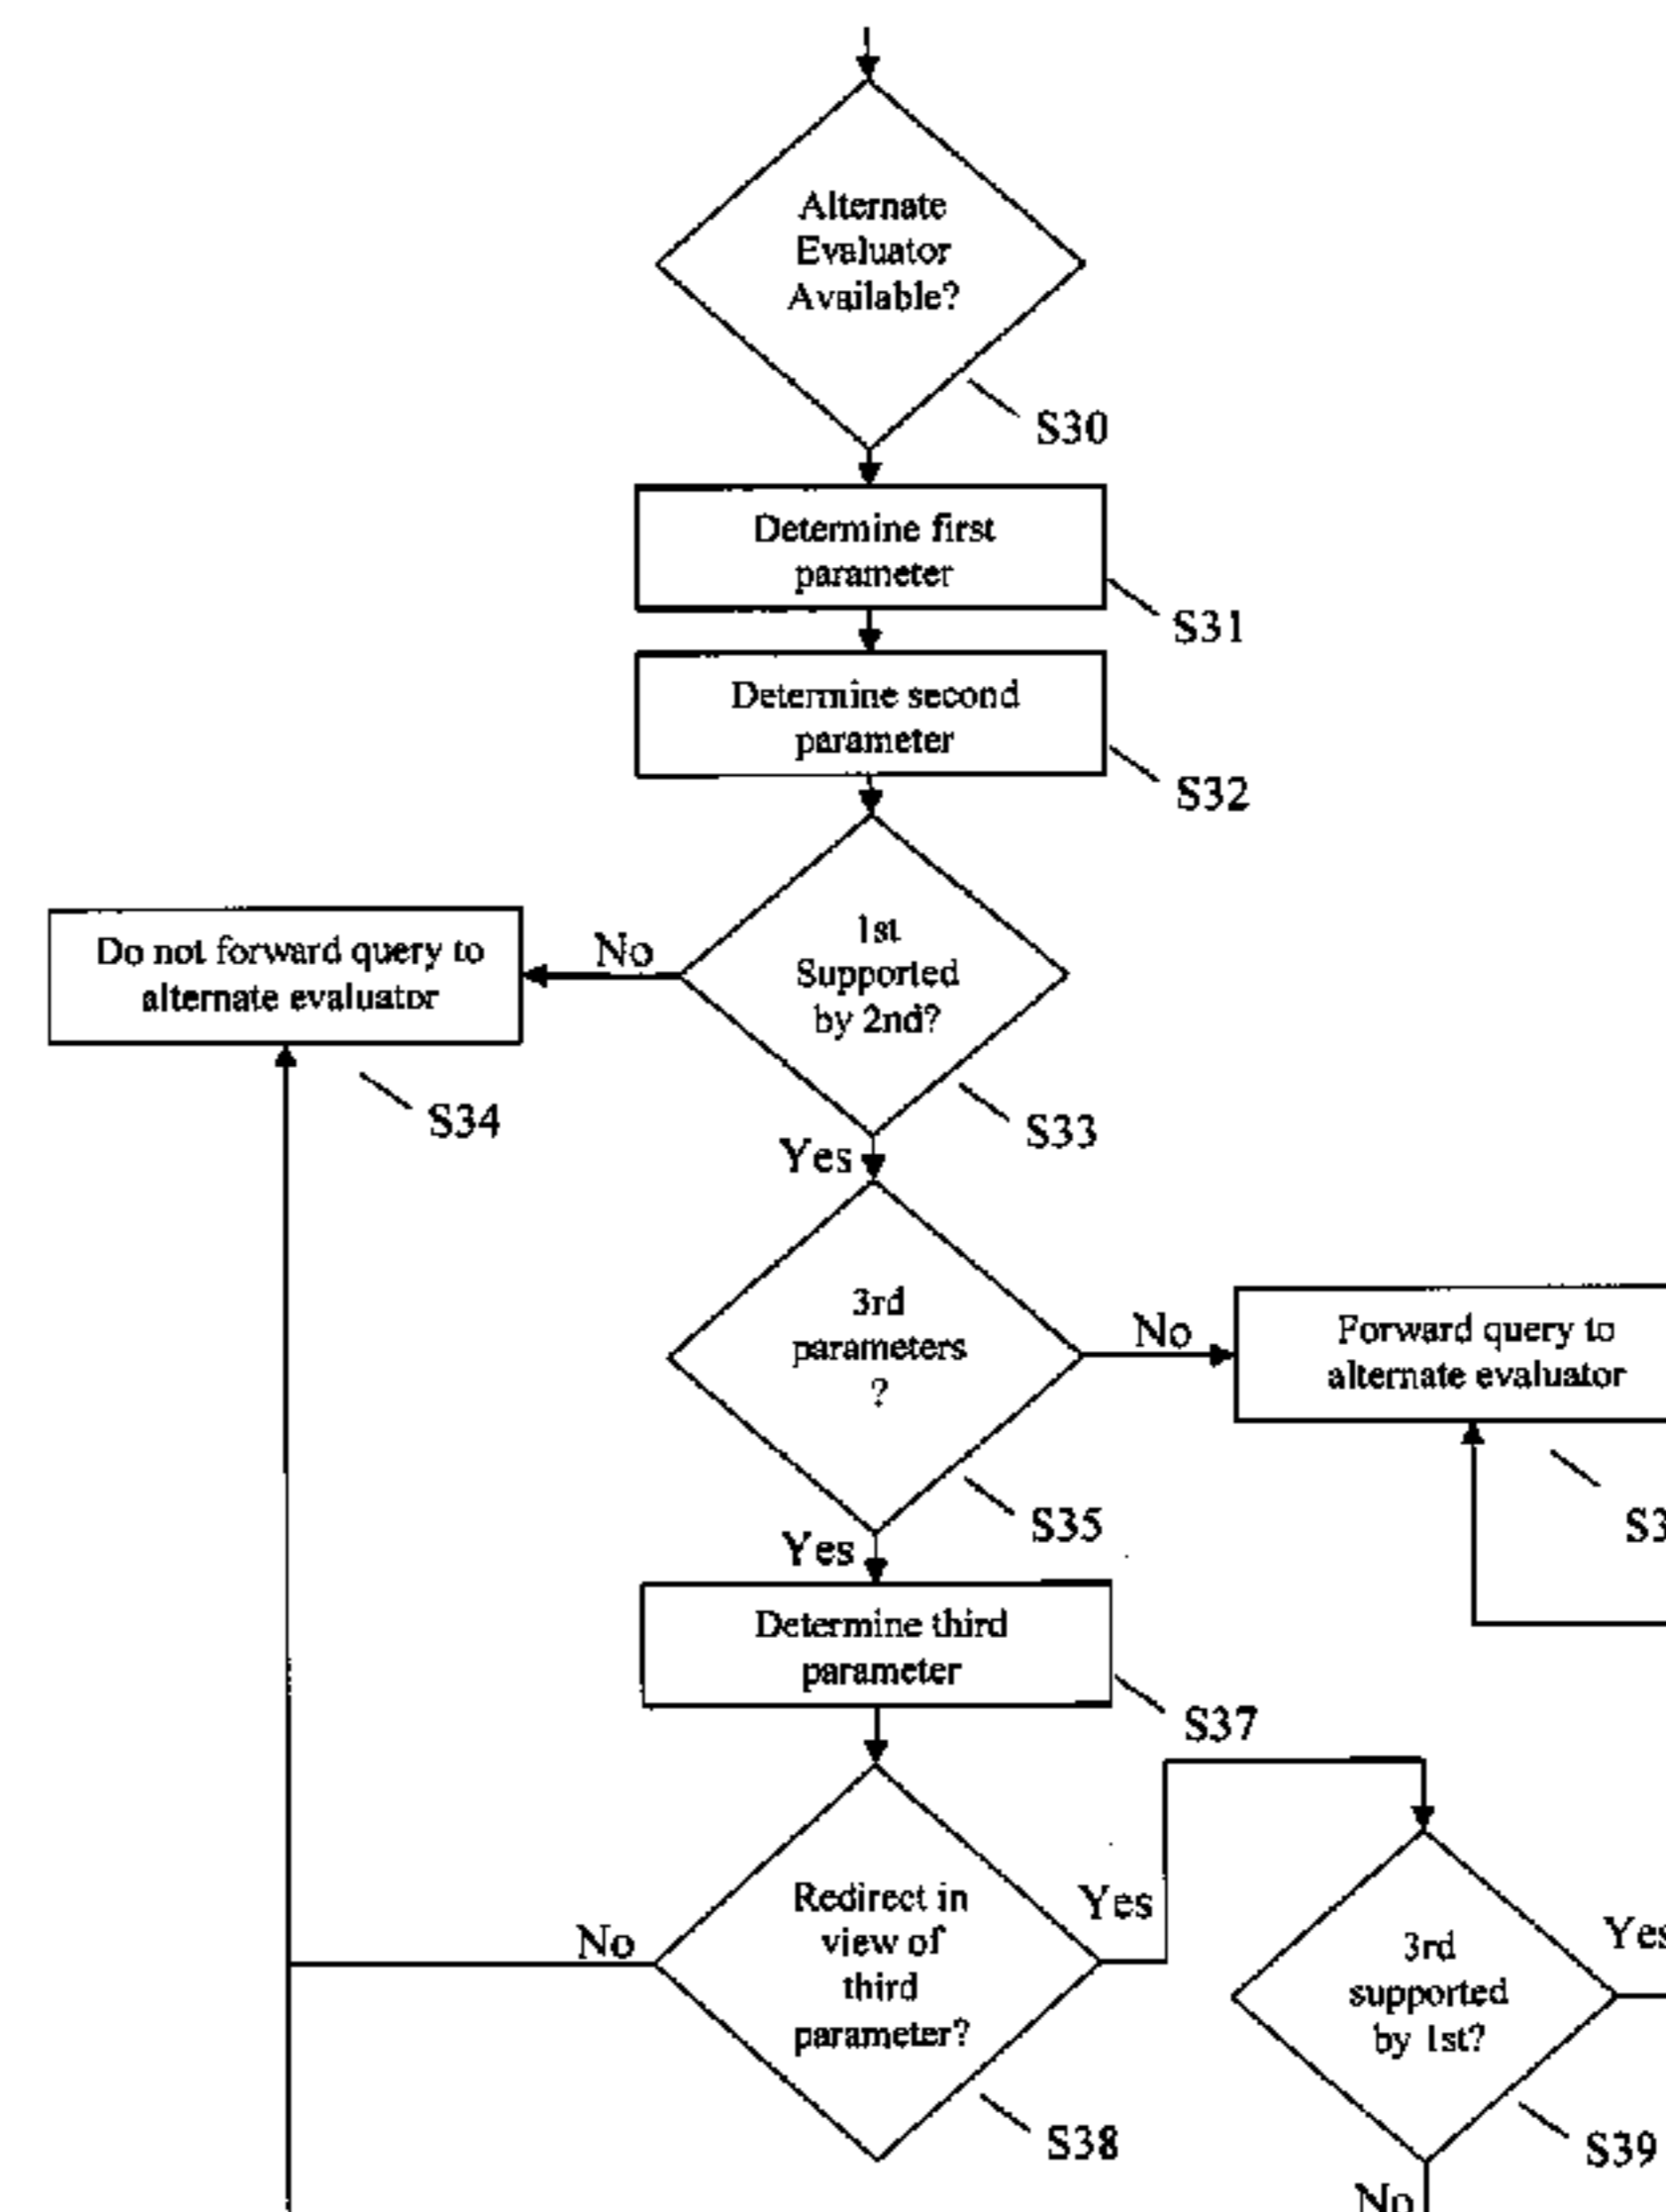 Alternate
Evaluator
Available?
S30
Determine first
parameter
S31
Determine second
parameter
S32
1st
Supported
by 2nd?
S33
No
Do not forward query to
alternate evaluator
S34
Yes
3rd
parameters
?
S35
No
Forward query to
alternate evaluator
S3
Yes
Determine third
parameter
S37
Redirect in
view of
third
parameter?
S38
No
Yes
3rd
supported
by 1st?
S39
Yes
No